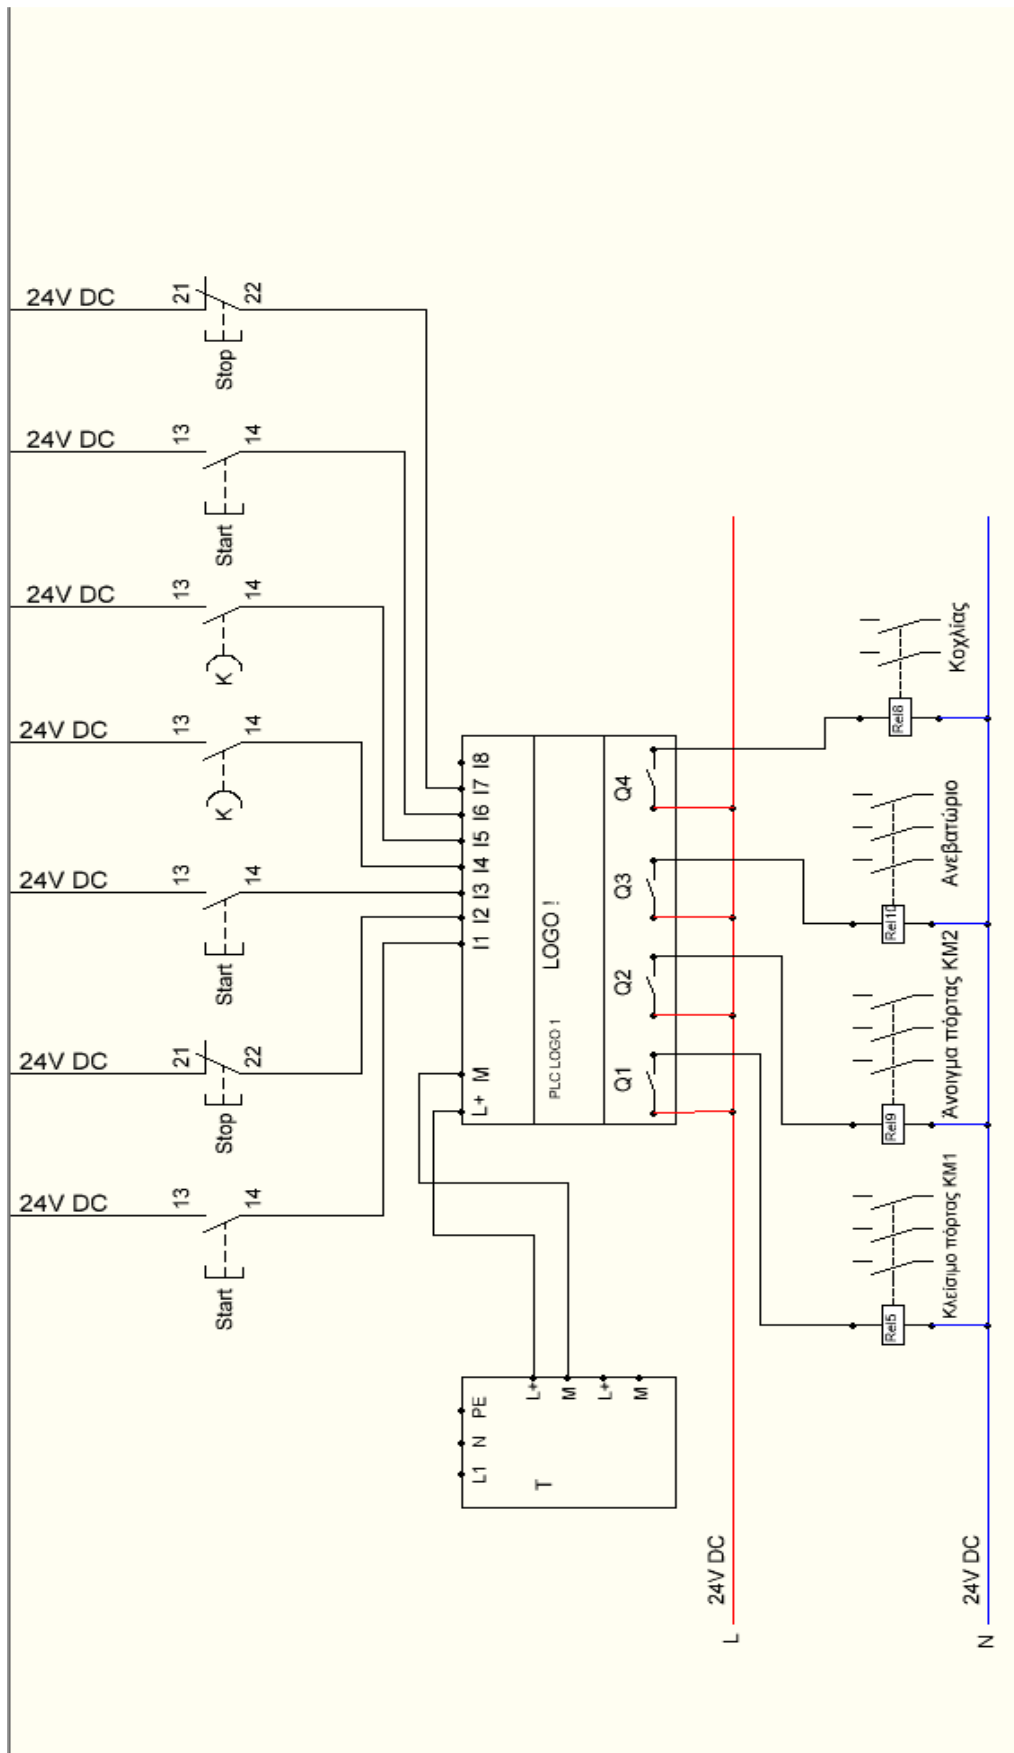 24V DC 24V DC 24V DC 24V DC 24V DC 24V DC 24V DC
13 21 13 13 13 13 21
Start Stop Start K K Start Stop
14 22 14 14 14 14 22
L1 N PE
L+ M I1 I2 I3 I4 I5 I6 I7 I8
T
L+
M
L+
M
PLC LOGO 1
LOGO !
Q1 Q2 Q3 Q4
24V DC
L
Rel5 Rel9 Rel10 Rel8
Κλείσιμο πόρτας KM1
Άνοιγμα πόρτας KM2
Ανεβατώριο
Κοχλίας
24V DC
N